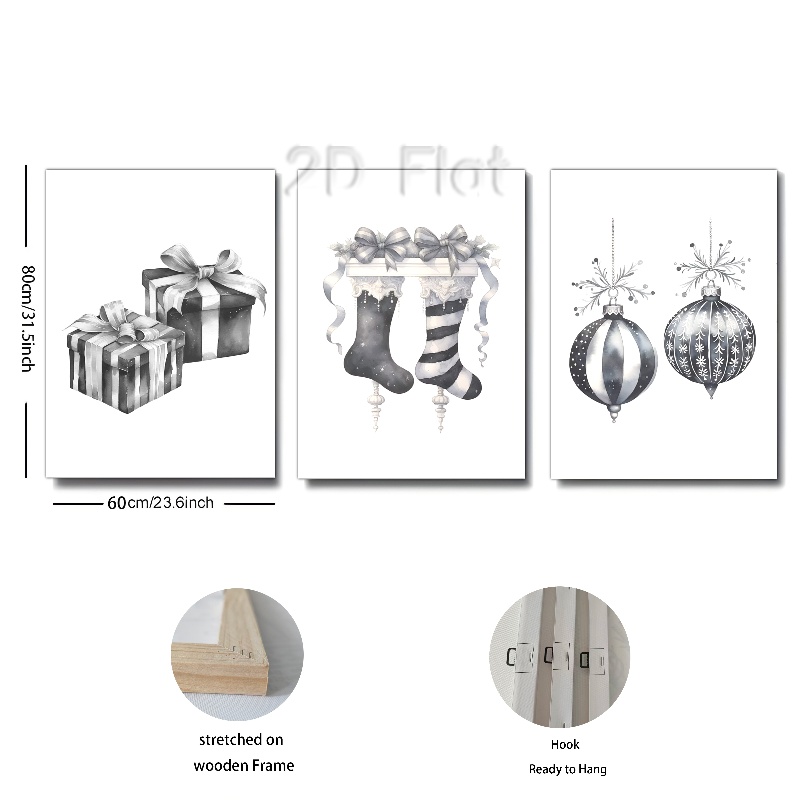 2D Flat
80cm/31.5inch
60cm/23.6inch
stretched on
wooden Frame
Hook
Ready to Hang